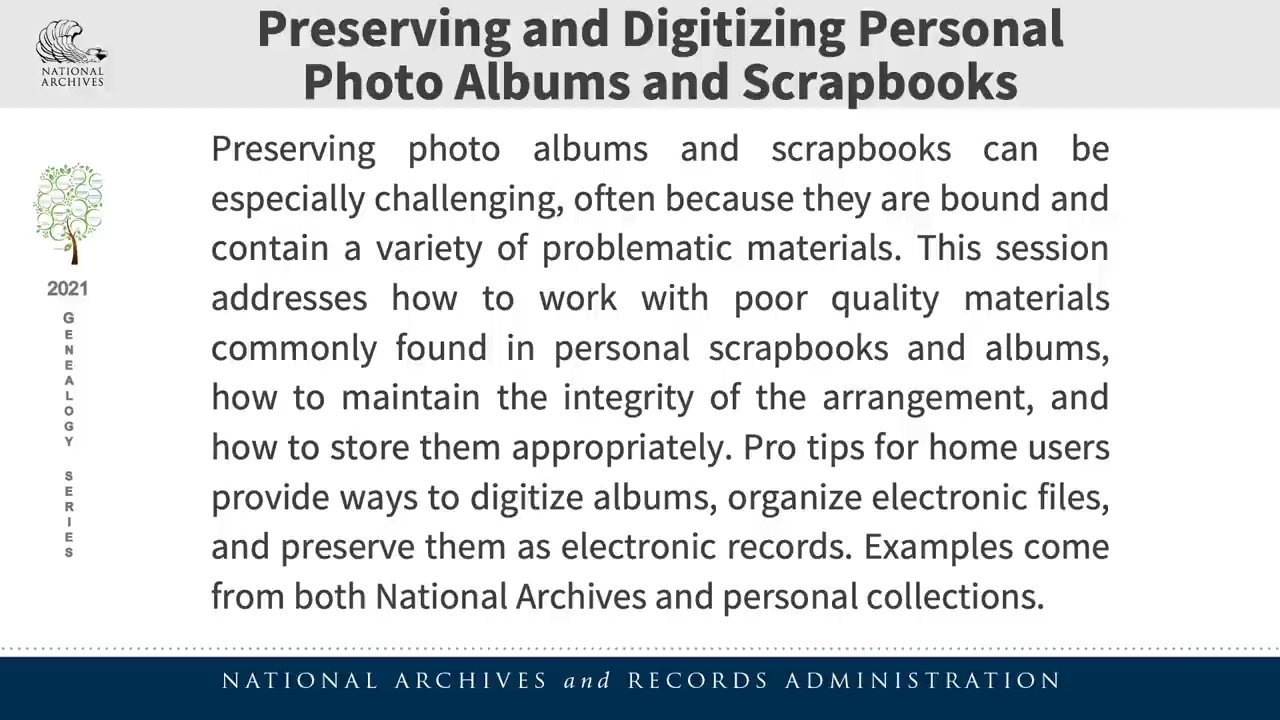 Preserving and Digitizing Personal
Photo Albums and Scrapbooks
NATIONAL
ARCHIVES
2021
GENEALOGY
SERIES
Preserving photo albums and scrapbooks can be
especially challenging, often because they are bound and
contain a variety of problematic materials. This session
addresses how to work with poor quality materials
commonly found in personal scrapbooks and albums,
how to maintain the integrity of the arrangement, and
how to store them appropriately. Pro tips for home users
provide ways to digitize albums, organize electronic files,
and preserve them as electronic records. Examples come
from both National Archives and personal collections.
NATIONAL ARCHIVES and RECORDS ADMINISTRATION